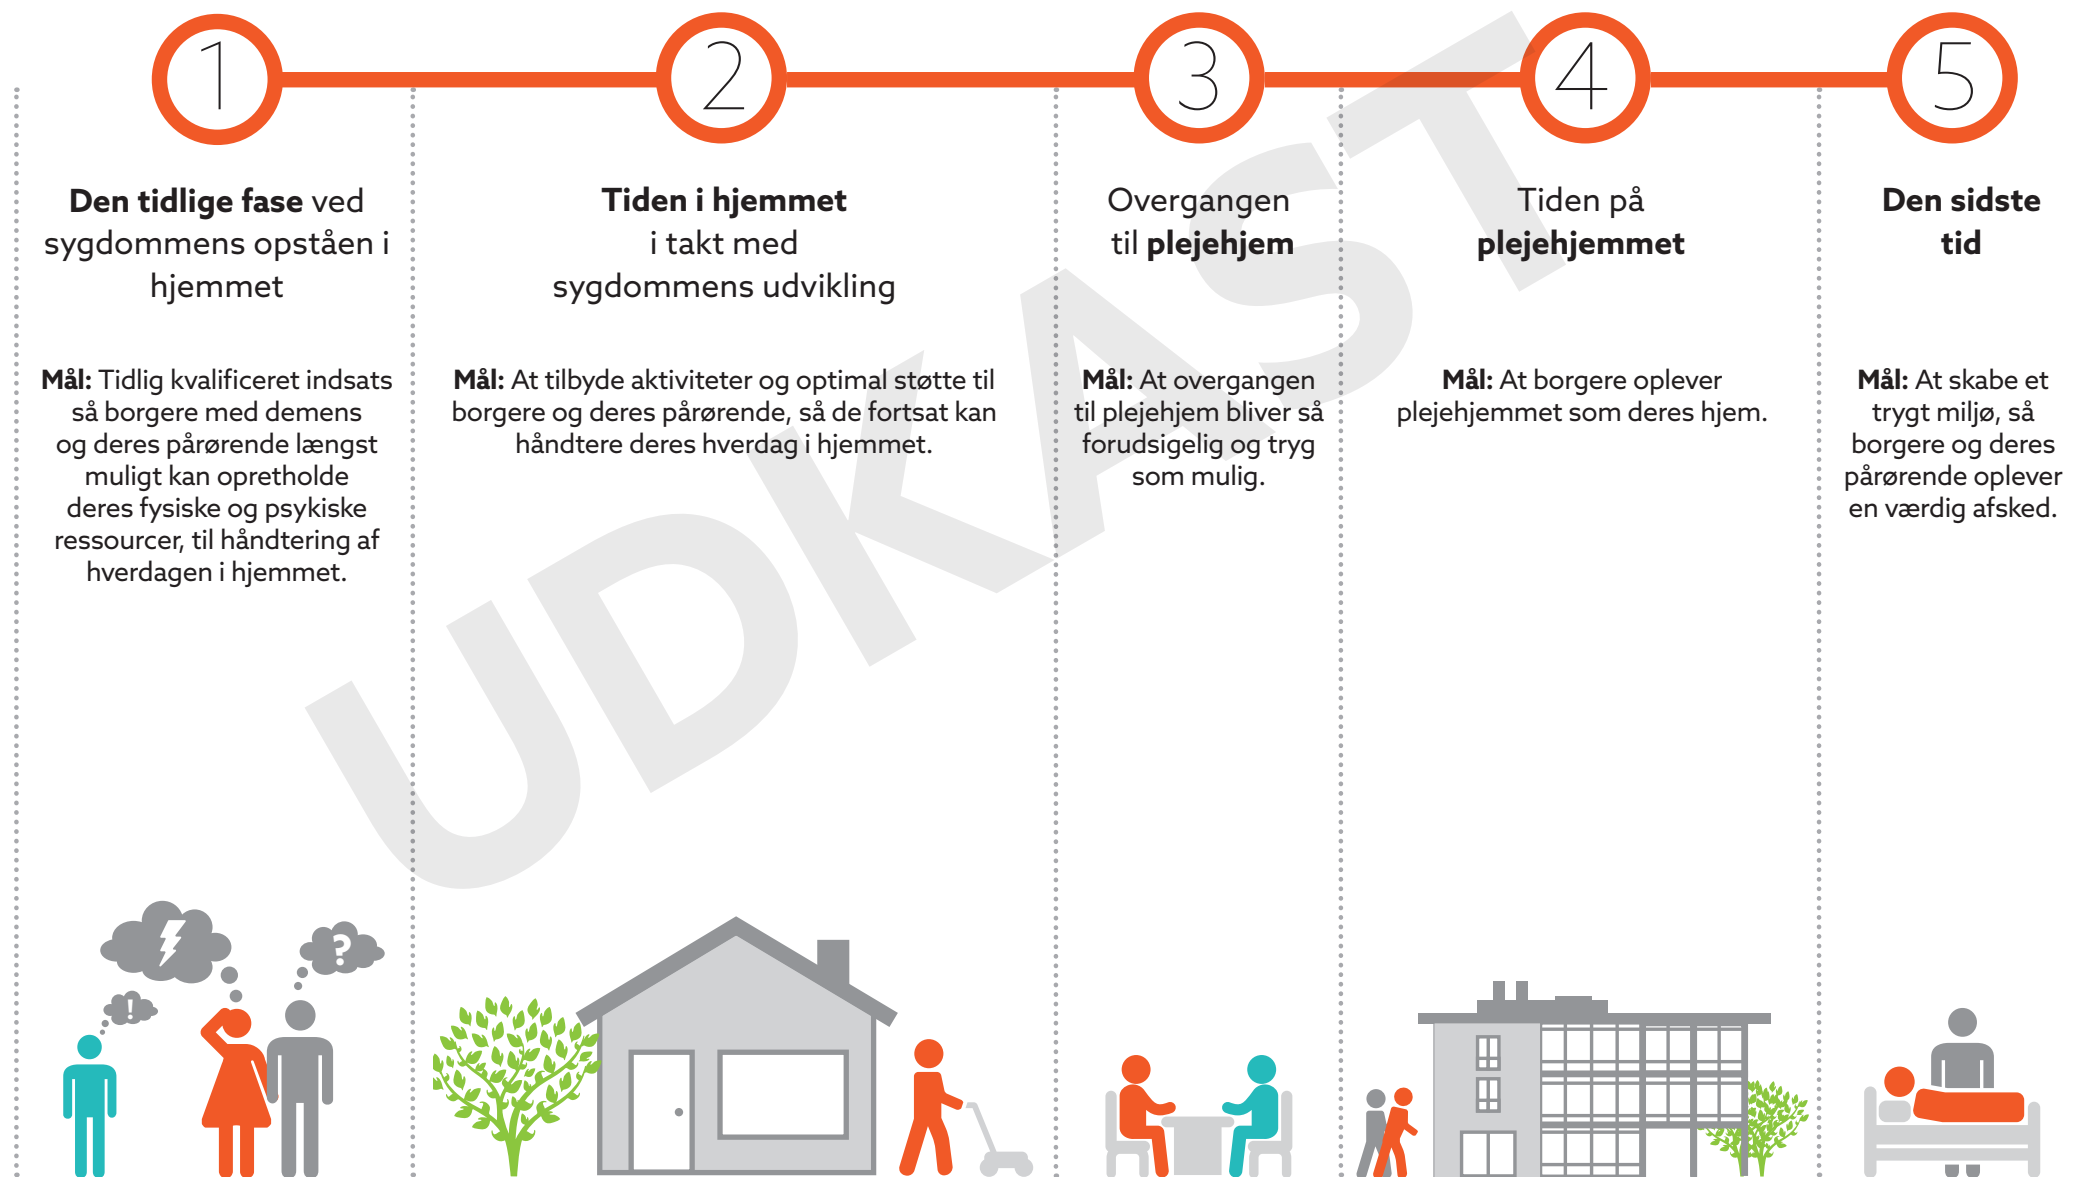 1
Den tidlige fase ved
sygdommens opståen i
hjemmet
Mål: Tidlig kvalificeret indsats
så borgere med demens
og deres pårørende længst
muligt kan opretholde
deres fysiske og psykiske
ressourcer, til håndtering af
hverdagen i hjemmet.
!
?
2
Tiden i hjemmet
i takt med
sygdommens udvikling
Mål: At tilbyde aktiviteter og optimal støtte til
borgere og deres pårørende, så de fortsat kan
håndtere deres hverdag i hjemmet.
3
Overgangen
til plejehjem
Mål: At overgangen
til plejehjem bliver så
forudsigelig og tryg
som mulig.
4
Tiden på
plejehjemmet
Mål: At borgere oplever
plejehjemmet som deres hjem.
5
Den sidste
tid
Mål: At skabe et
trygt miljø, så
borgere og deres
pårørende oplever
en værdig afsked.
UDKAST